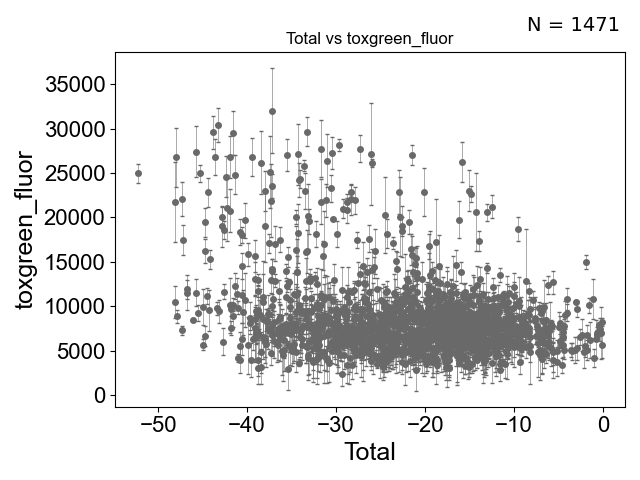 N = 1471
Total vs toxgreen_fluor
35000
30000
25000
20000
15000
10000
5000
0
toxgreen_fluor
−50 −40 −30 −20 −10 0
Total